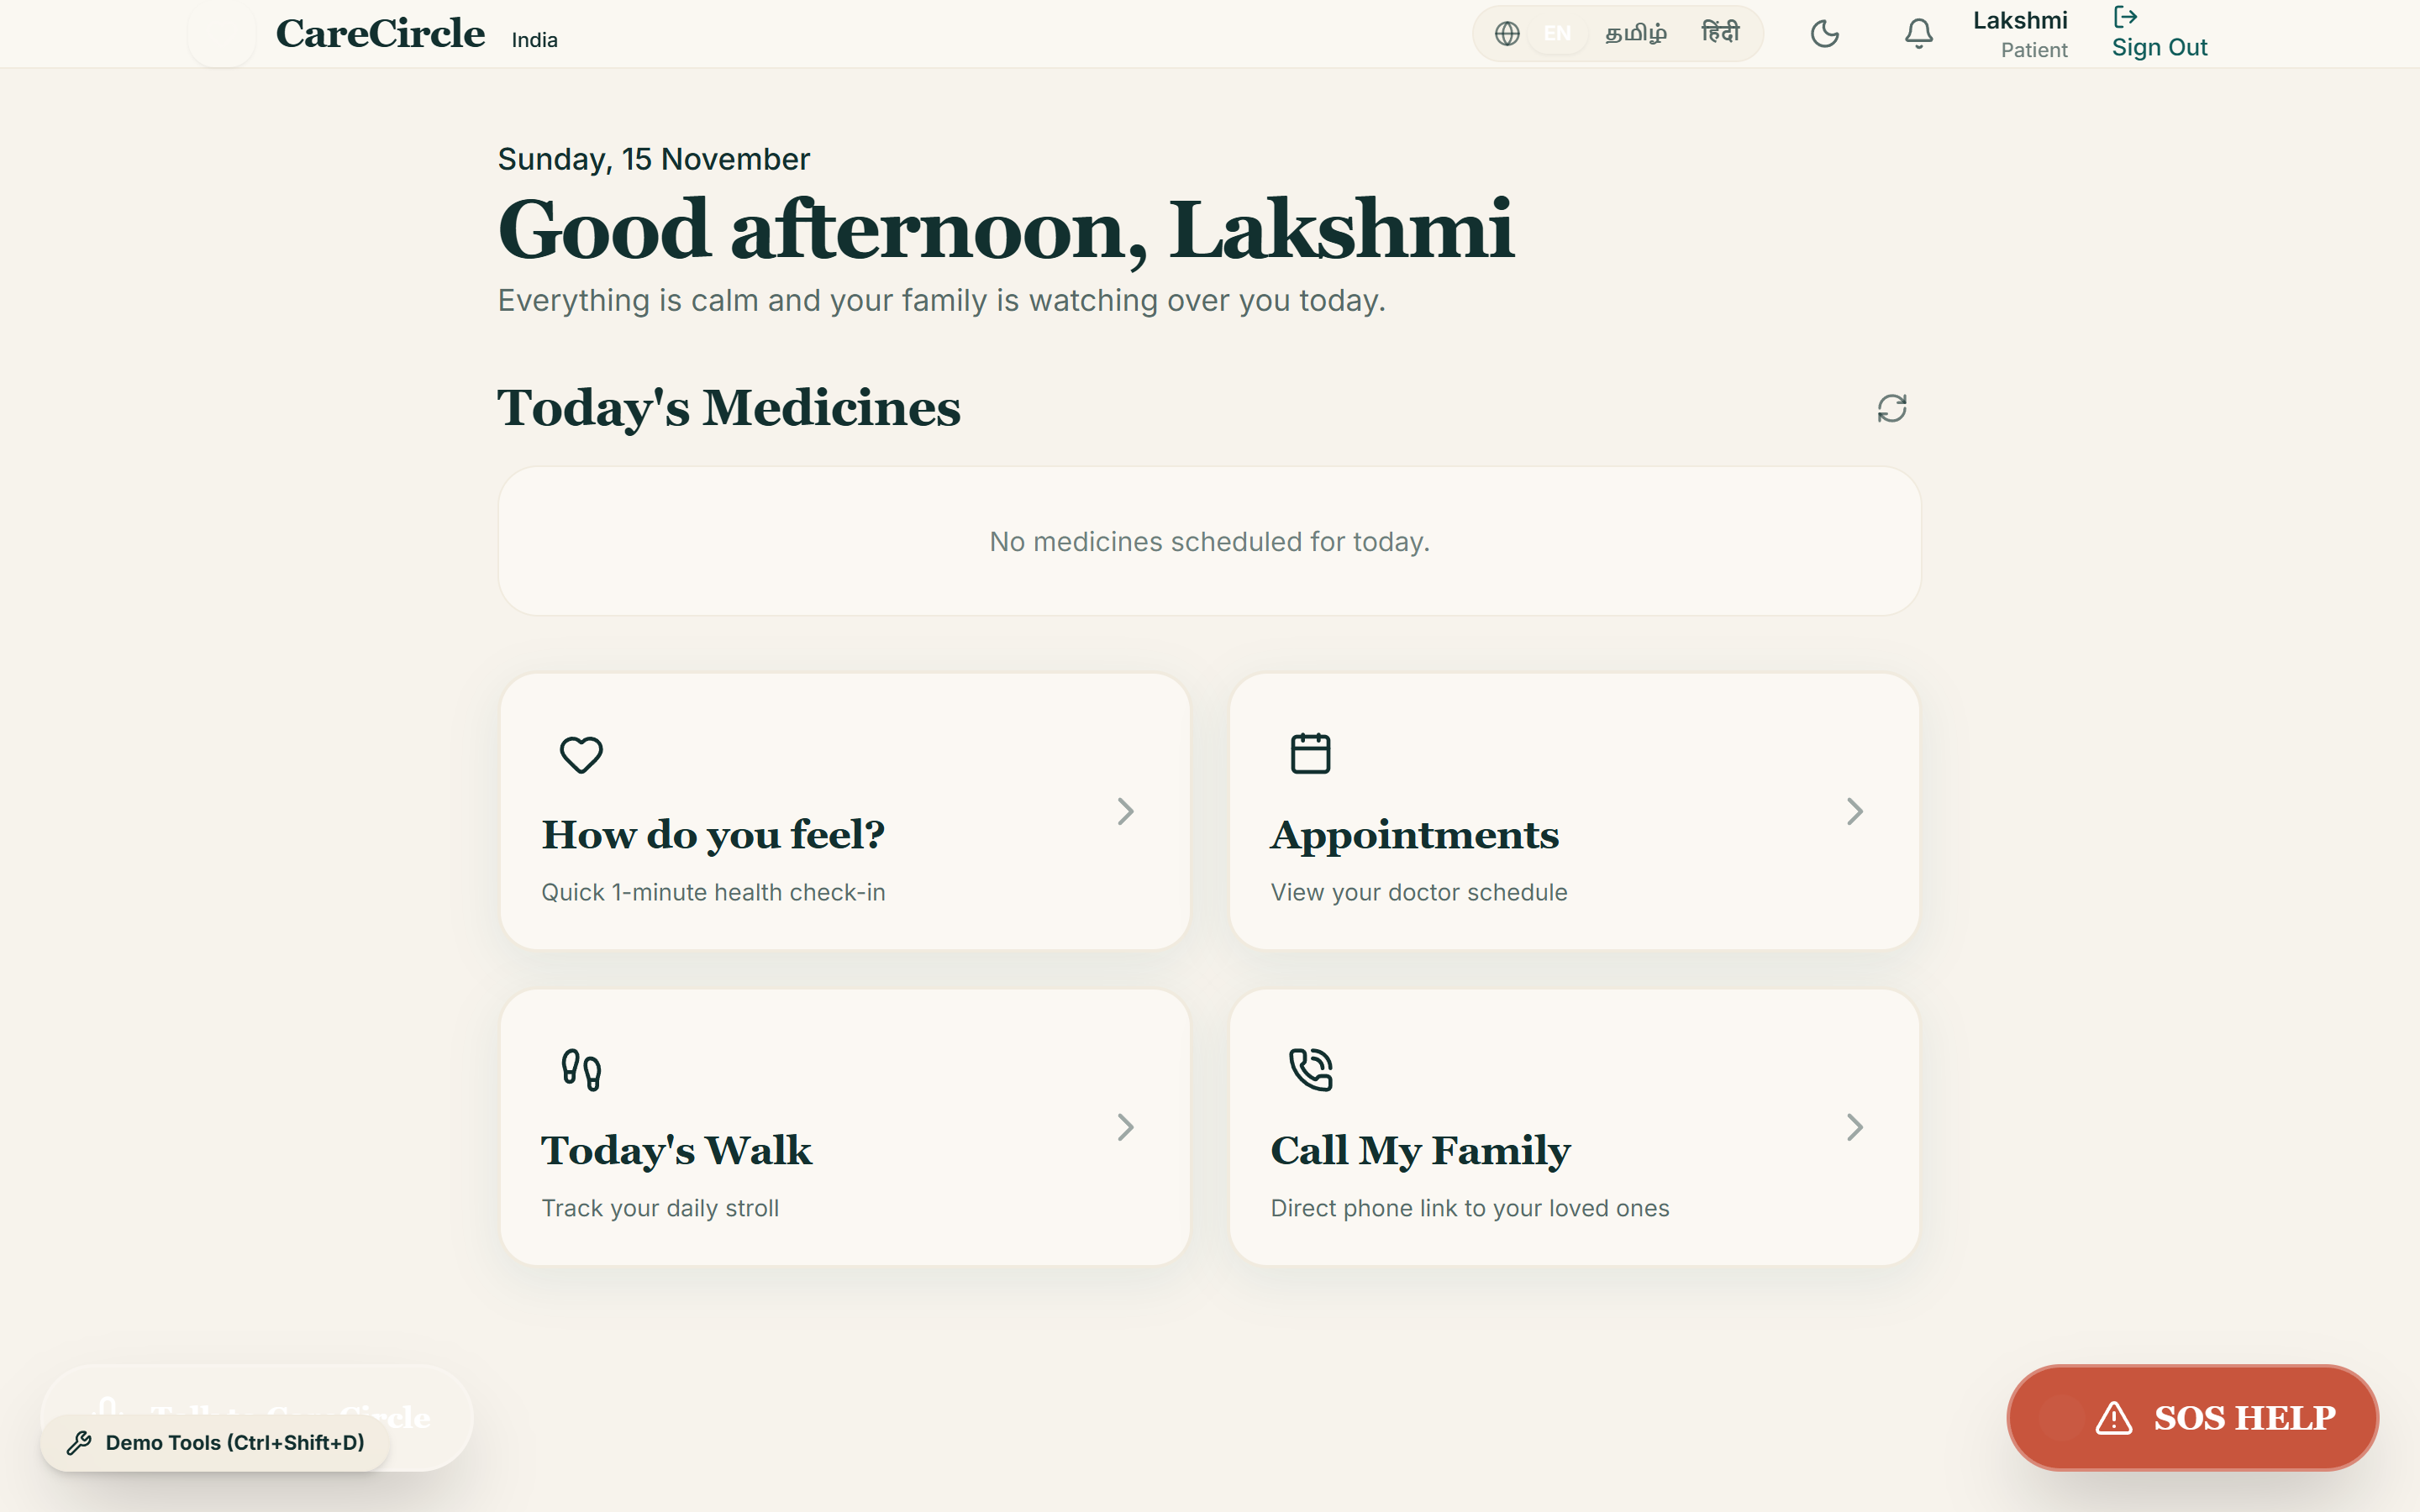 CareCircle India
EN தமிழ் हिंदी
Lakshmi
Patient
Sign Out
Sunday, 15 November
Good afternoon, Lakshmi
Everything is calm and your family is watching over you today.
Today's Medicines
No medicines scheduled for today.
How do you feel?
Quick 1-minute health check-in
Appointments
View your doctor schedule
Today's Walk
Track your daily stroll
Call My Family
Direct phone link to your loved ones
Demo Tools (Ctrl+Shift+D)
SOS HELP